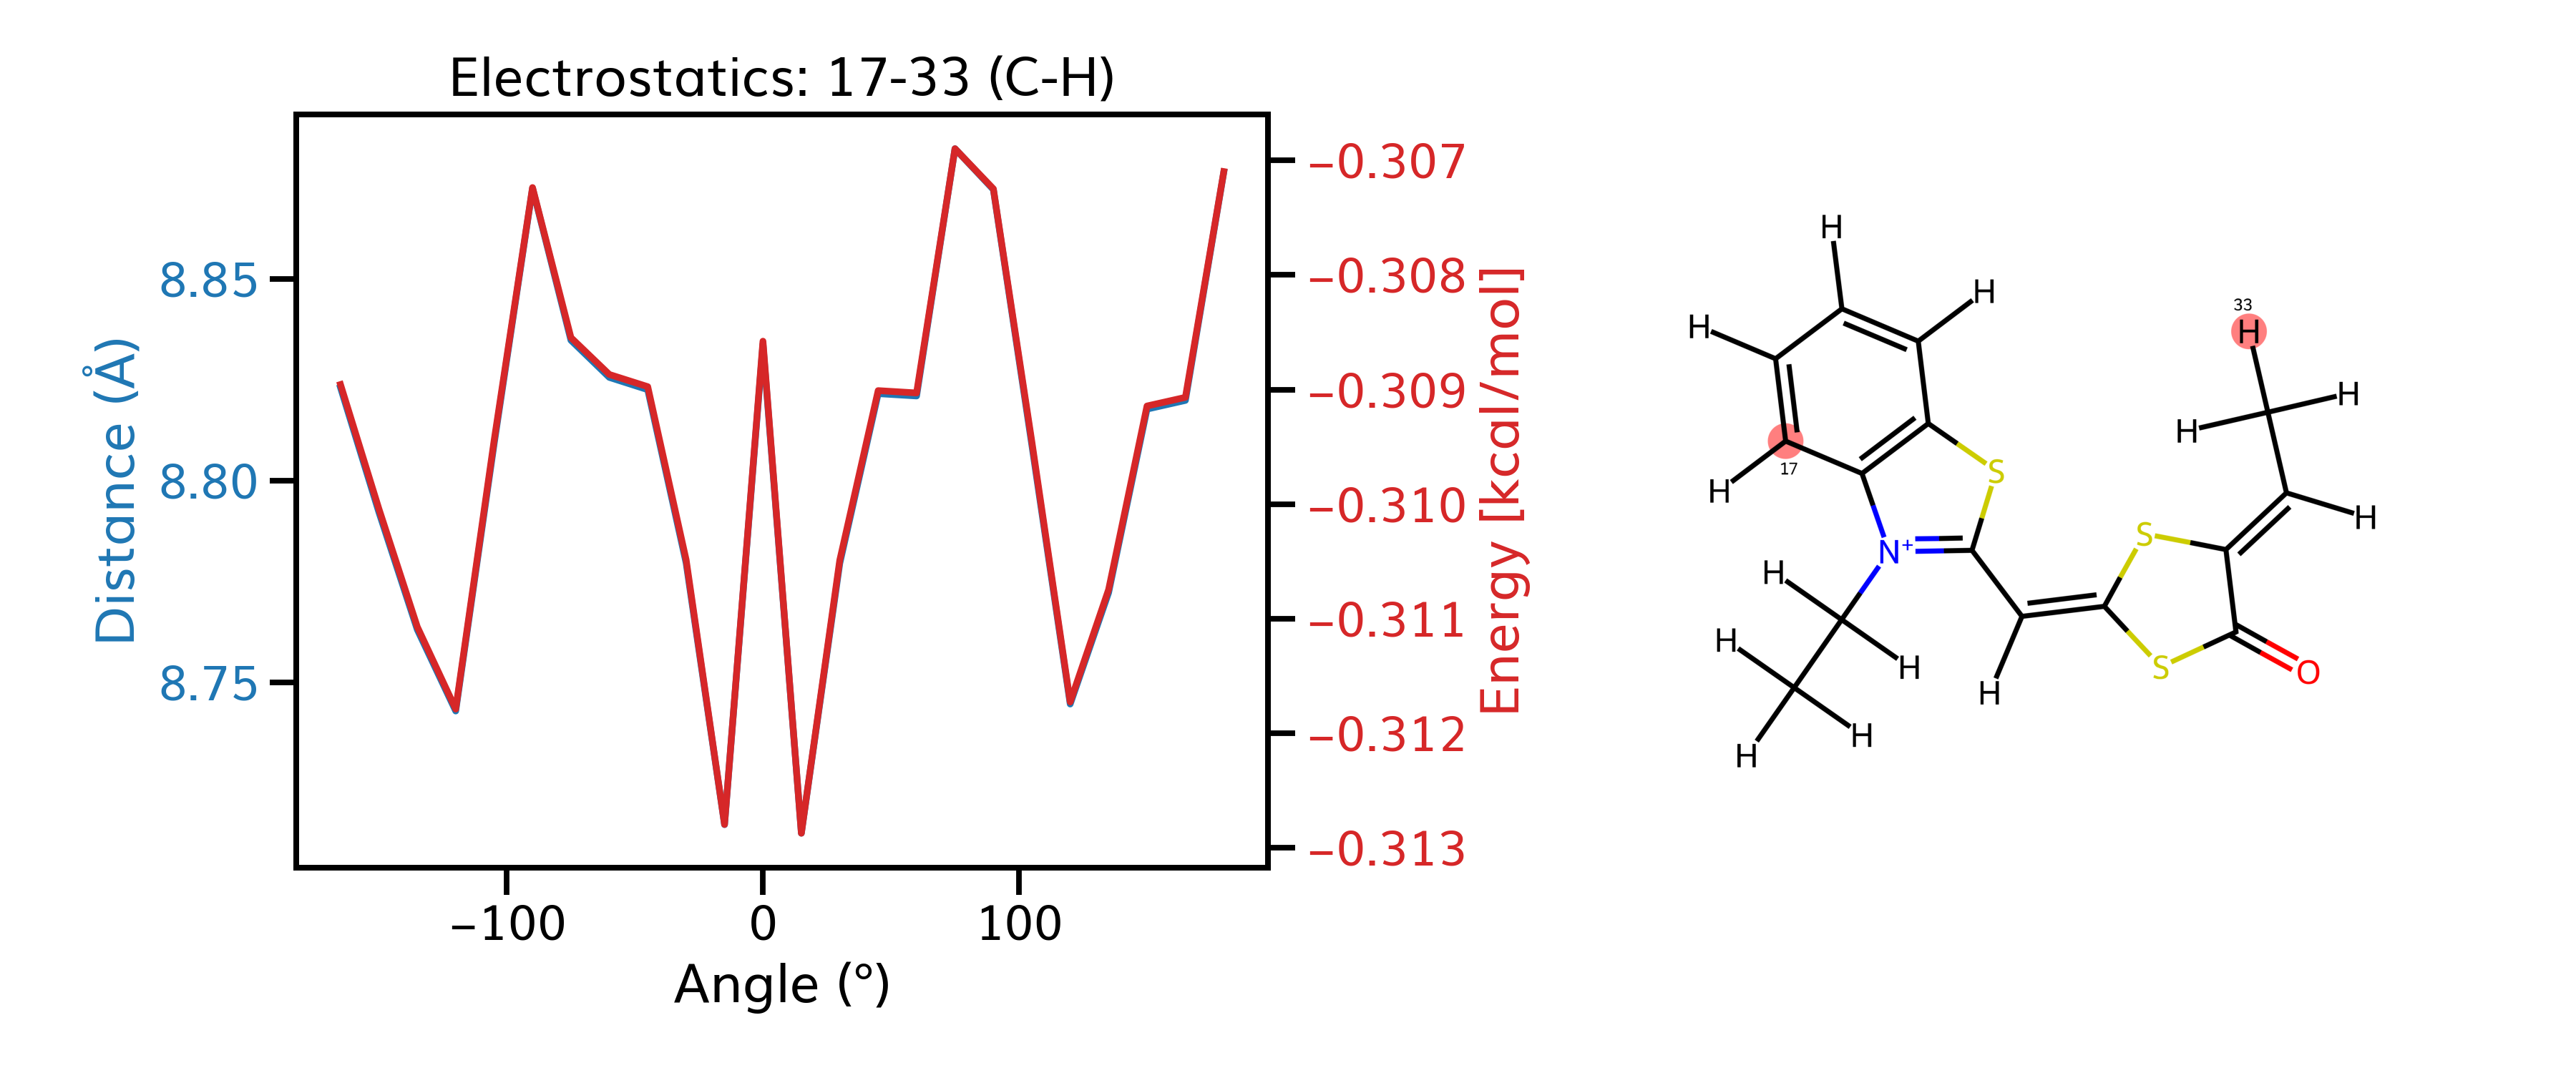 Electrostatics: 17-33 (C-H)
Distance (Å)
8.85
8.80
8.75
−0.307
−0.308
−0.309
−0.310
−0.311
−0.312
−0.313
Energy [kcal/mol]
−100
0
100
Angle (°)
H
H
H
33
H
H
H
17
S
H
H
S
N+
H
H
H
H
S
O
H
H
H